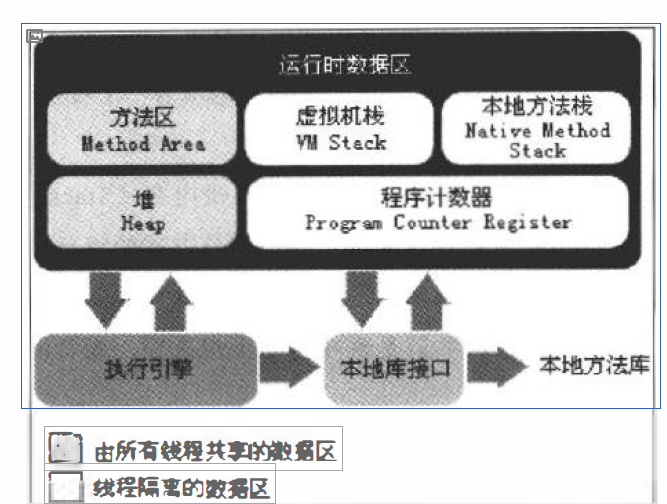 运行时数据区
方法区
Method Area
虚拟机栈
VM Stack
本地方法栈
Native Method
Stack
堆
Heap
程序计数器
Program Counter Register
执行引擎
本地库接口
本地方法库
由所有线程共享的数据区
线程隔离的数据区